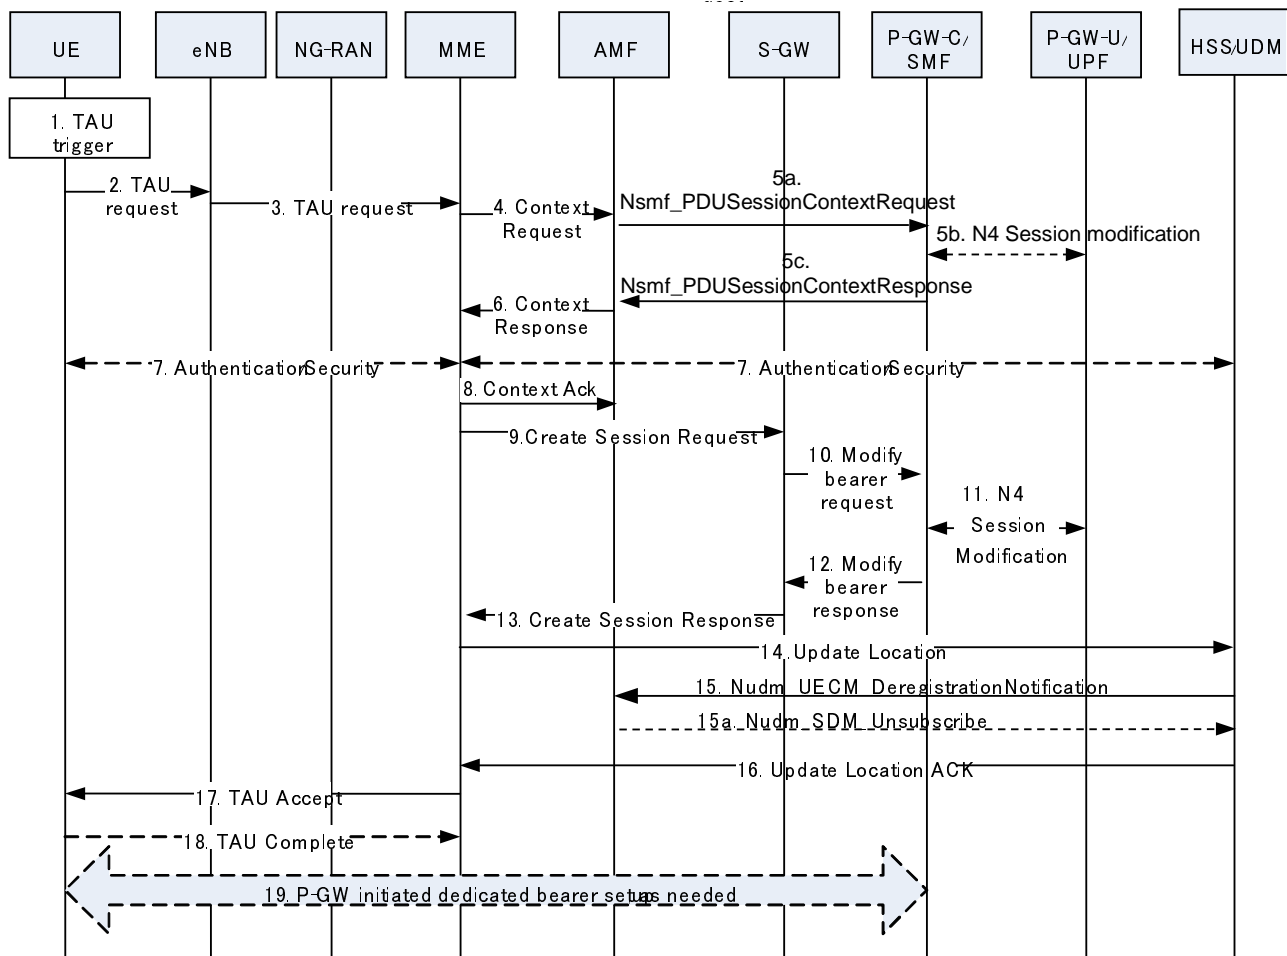 UE
eNB
NG-RAN
MME
AMF
S-GW
P-GW-C/
SMF
P-GW-U/
UPF
HSS/UDM
1. TAU
trigger
2. TAU
request
3. TAU request
4. Context
Request
5a.
Nsmf_PDUSessionContextRequest
5b. N4 Session modification
5c.
Nsmf_PDUSessionContextResponse
6. Context
Response
7. Authentication/Security
7. Authentication/Security
8. Context Ack
9.Create Session Request
10. Modify
bearer
request
11. N4
Session
Modification
12. Modify
bearer
response
13. Create Session Response
14.Update Location
15. Nudm_UECM_DeregistrationNotification
15a. Nudm_SDM_Unsubscribe
16. Update Location ACK
17. TAU Accept
18. TAU Complete
19. P-GW initiated dedicated bearer setup as needed